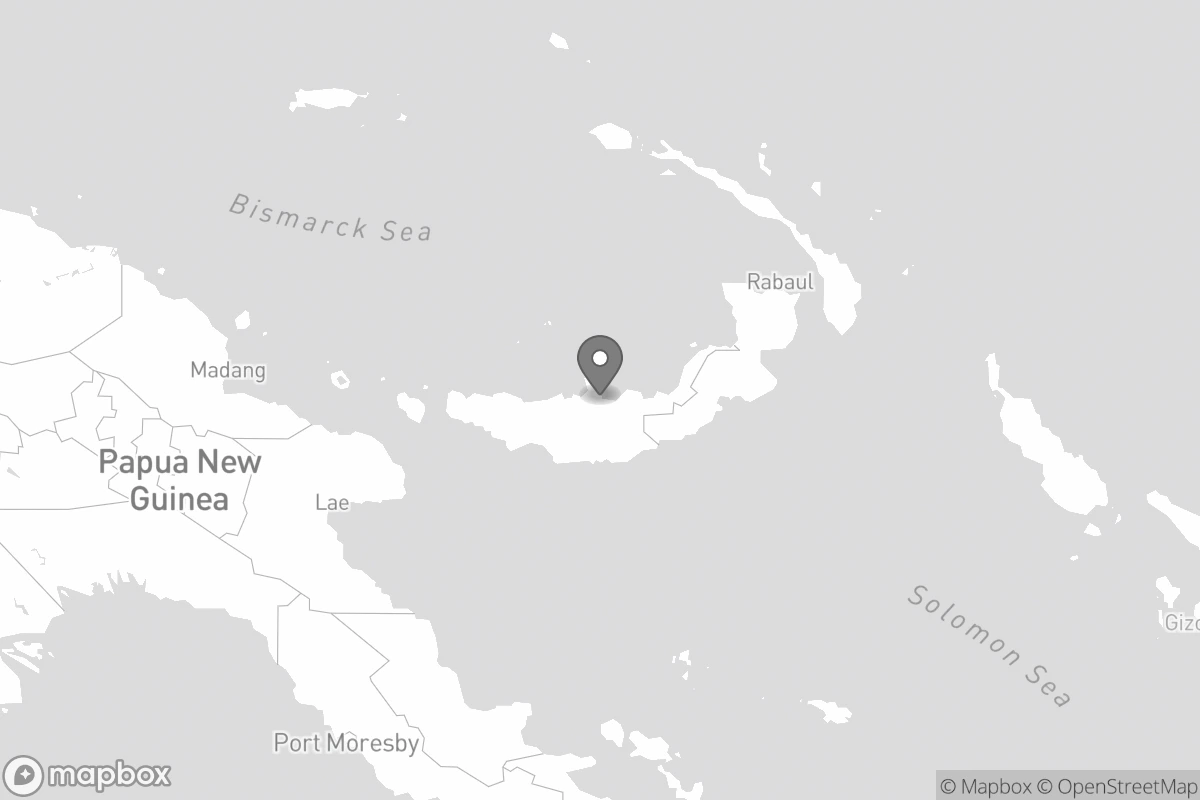 Bismarck Sea
Rabaul
Madang
Papua New
Guinea
Lae
Solomon Sea
Gizo
Port Moresby
mapbox
© Mapbox © OpenStreetMap